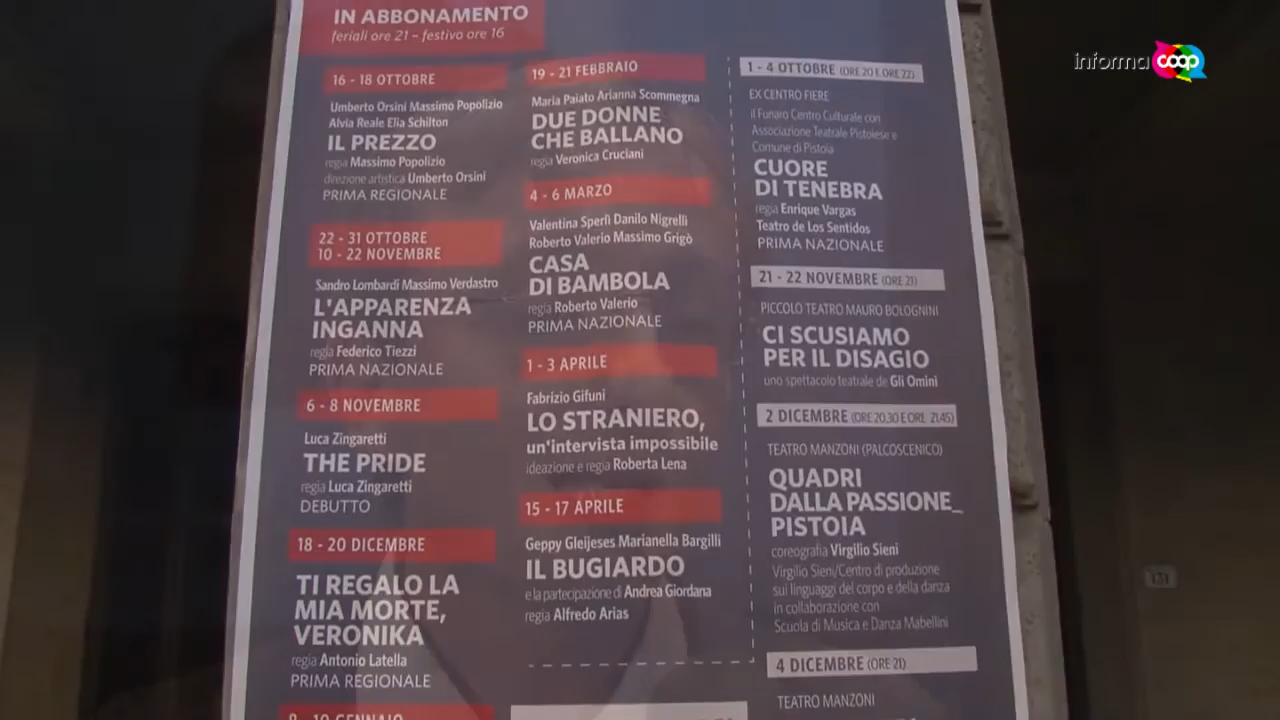 IN ABBONAMENTO
feriali ore 21 – festivo ore 16
16 - 18 OTTOBRE
Umberto Orsini Massimo Popolizio
Alvia Reale Elia Schilton
IL PREZZO
regia Massimo Popolizio
direzione artistica Umberto Orsini
PRIMA REGIONALE
22 - 31 OTTOBRE
10 - 22 NOVEMBRE
Sandro Lombardi Massimo Verdastro
L'APPARENZA
INGANNA
regia Federico Tiezzi
PRIMA NAZIONALE
6 - 8 NOVEMBRE
Luca Zingaretti
THE PRIDE
regia Luca Zingaretti
DEBUTTO
18 - 20 DICEMBRE
TI REGALO LA
MIA MORTE,
VERONIKA
regia Antonio Latella
PRIMA REGIONALE
GENNAIO
19 - 21 FEBBRAIO
Maria Paiato Arianna Scommegna
DUE DONNE
CHE BALLANO
regia Veronica Cruciani
4 - 6 MARZO
Valentina Sperlì Danilo Nigrelli
Roberto Valerio Massimo Grigò
CASA
DI BAMBOLA
regia Roberto Valerio
PRIMA NAZIONALE
1 - 3 APRILE
Fabrizio Gifuni
LO STRANIERO,
un'intervista impossibile
ideazione e regia Roberta Lena
15 - 17 APRILE
Geppy Gleijeses Marianella Bargilli
IL BUGIARDO
e la partecipazione di Andrea Giordana
regia Alfredo Arias
1 - 4 OTTOBRE (ORE 20 E ORE 22)
EX CENTRO FIERE
il Funaro Centro Culturale con
Associazione Teatrale Pistoiese e
Comune di Pistoia
CUORE
DI TENEBRA
regia Enrique Vargas
Teatro de Los Sentidos
PRIMA NAZIONALE
21 - 22 NOVEMBRE (ORE 21)
PICCOLO TEATRO MAURO BOLOGNINI
CI SCUSIAMO
PER IL DISAGIO
uno spettacolo teatrale de Gli Omini
2 DICEMBRE (ORE 20.30 E ORE 21.45)
TEATRO MANZONI (PALCOSCENICO)
QUADRI
DALLA PASSIONE_
PISTOIA
coreografia Virgilio Sieni
Virgilio Sieni/Centro di produzione
sui linguaggi del corpo e della danza
in collaborazione con
Scuola di Musica e Danza Mabellini
4 DICEMBRE (ORE 21)
TEATRO MANZONI
informa coop
131